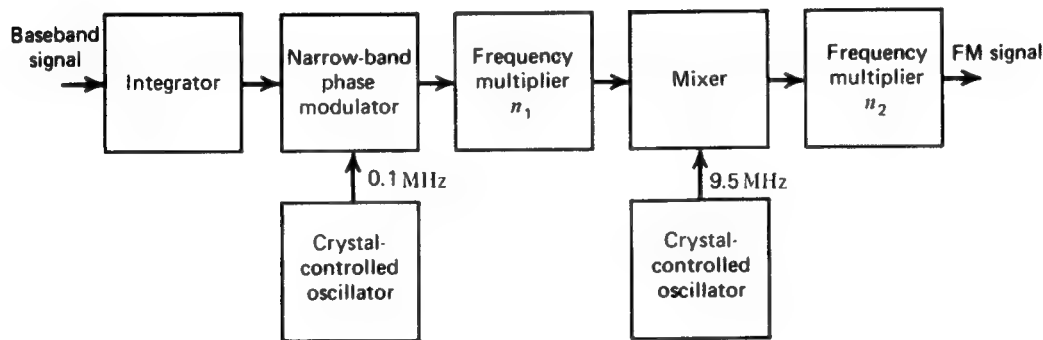 Baseband
signal
Integrator
Narrow-band
phase
modulator
Frequency
multiplier
n₁
Mixer
Frequency
multiplier
n₂
FM signal
0.1 MHz
9.5 MHz
Crystal-
controlled
oscillator
Crystal-
controlled
oscillator